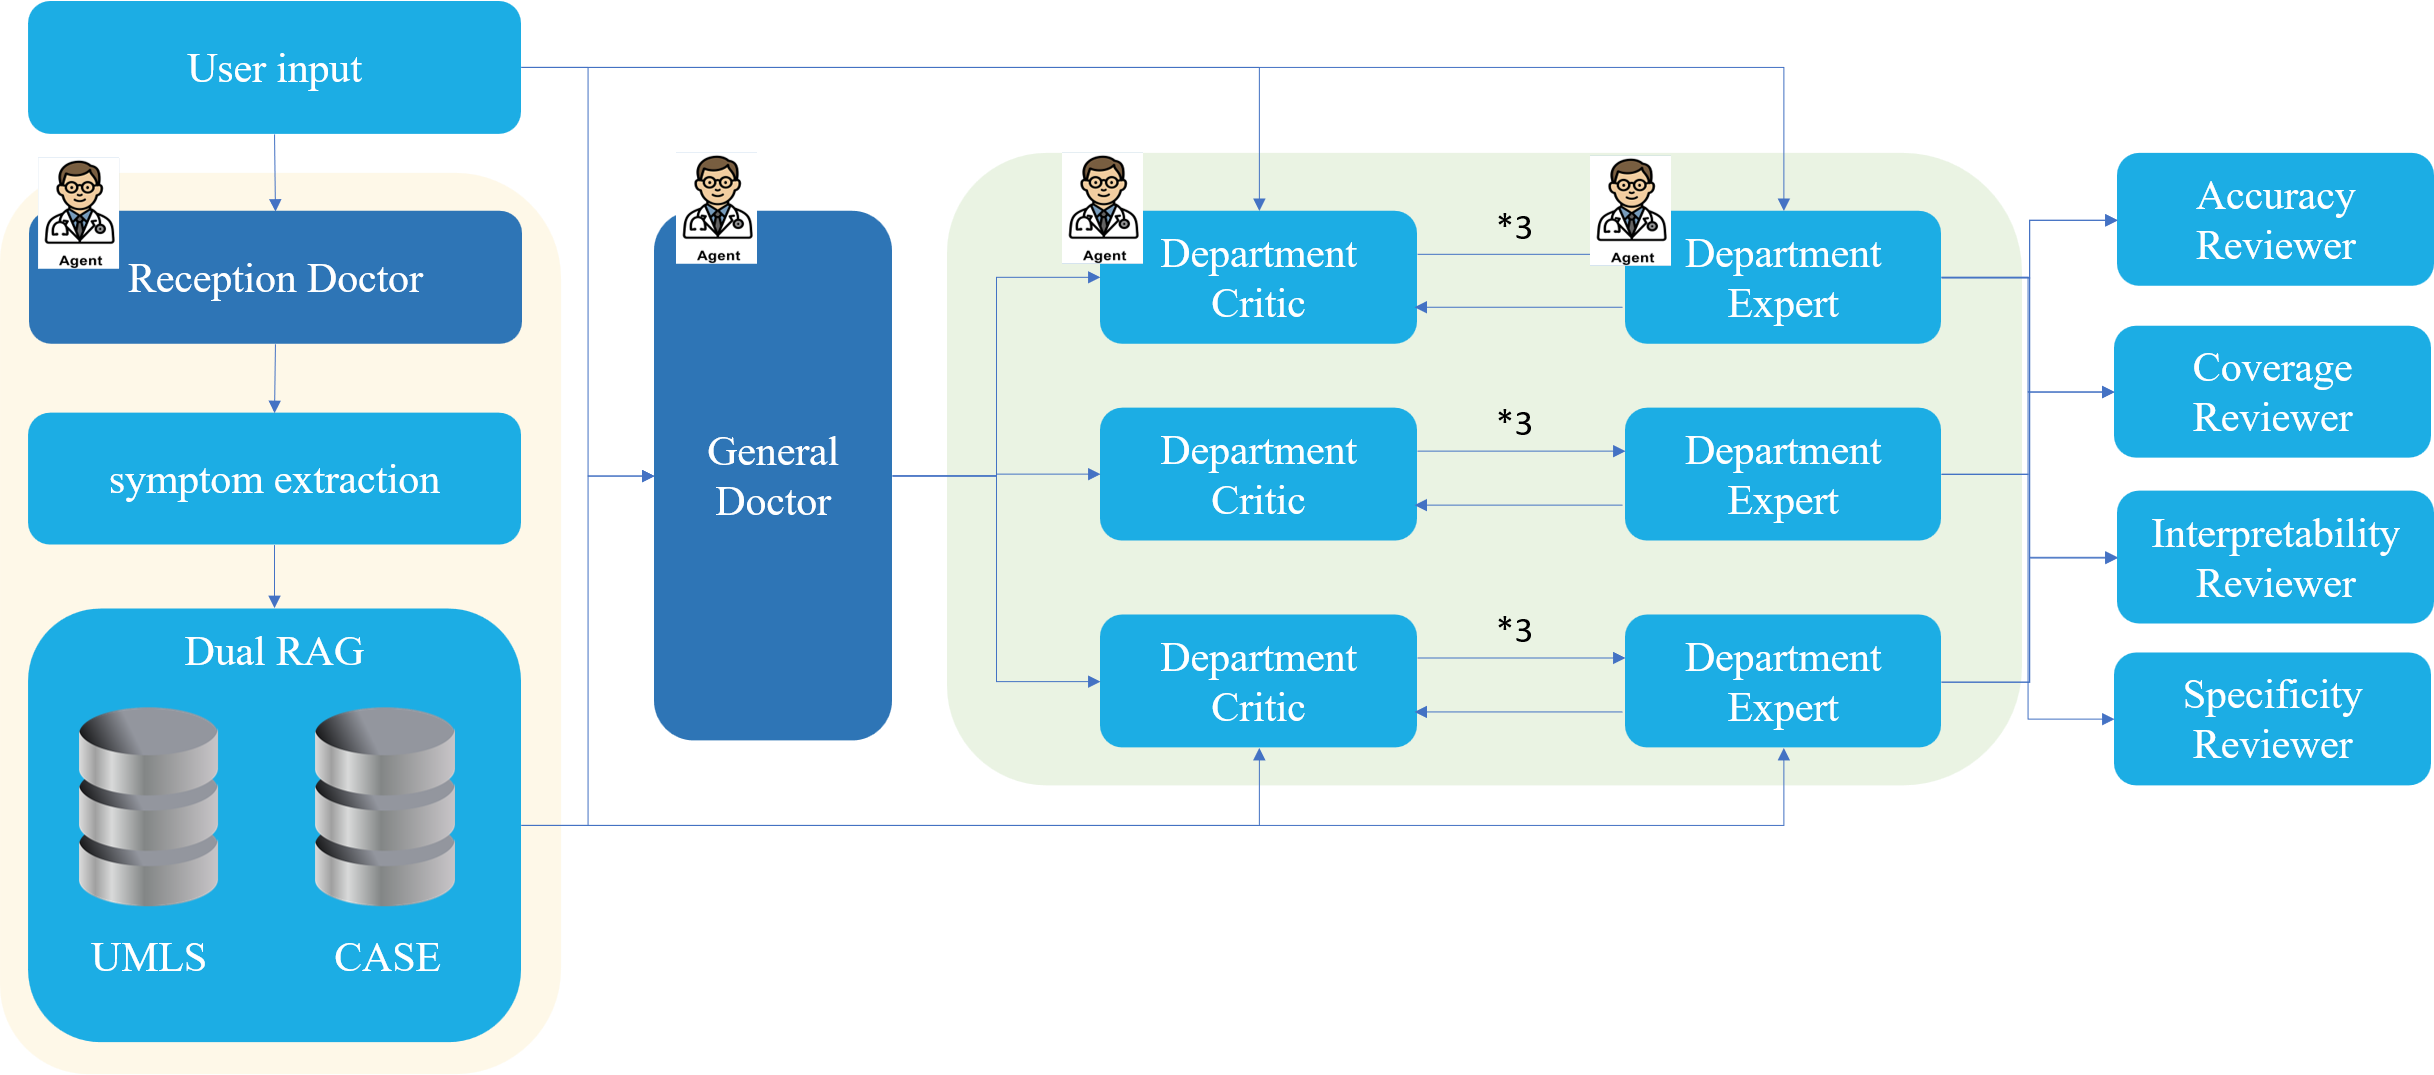 User input
Agent
Reception Doctor
symptom extraction
Dual RAG
UMLS
CASE
Agent
General
Doctor
Agent
Department
Critic
*3
Agent
Department
Expert
Department
Critic
*3
Department
Expert
Department
Critic
*3
Department
Expert
Accuracy
Reviewer
Coverage
Reviewer
Interpretability
Reviewer
Specificity
Reviewer